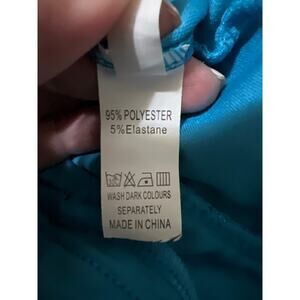 95% POLYESTER
5%Elastane
WASH DARK COLOURS
SEPARATELY
MADE IN CHINA